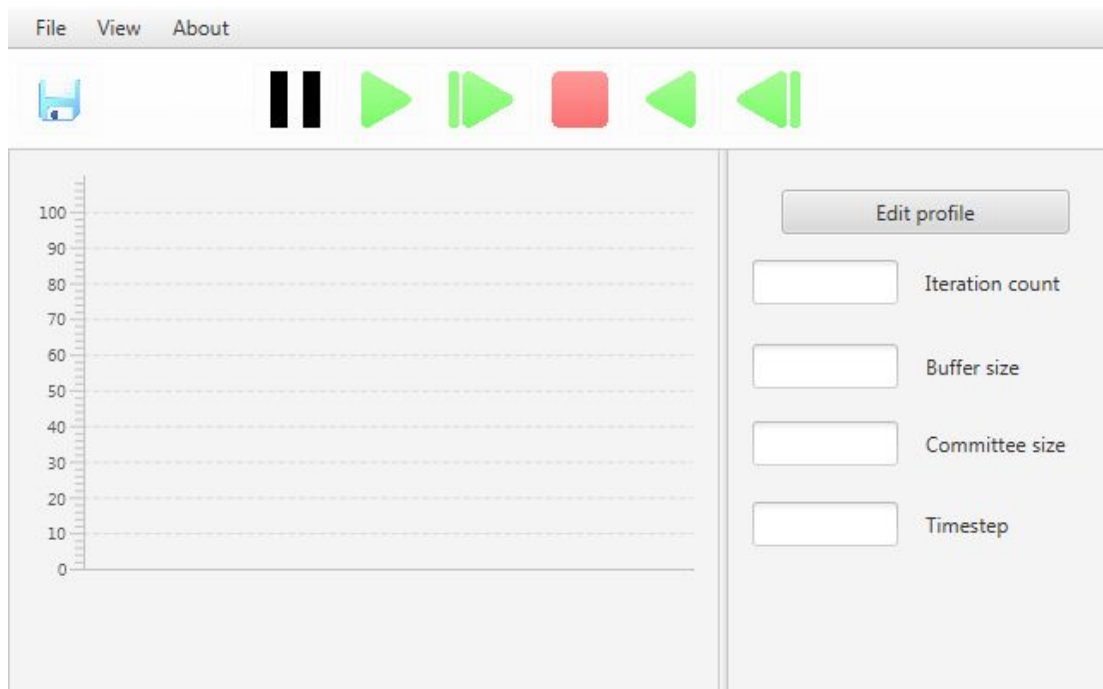 File View About
Edit profile
100
90
80
70
60
50
40
30
20
10
0
Iteration count
Buffer size
Committee size
Timestep